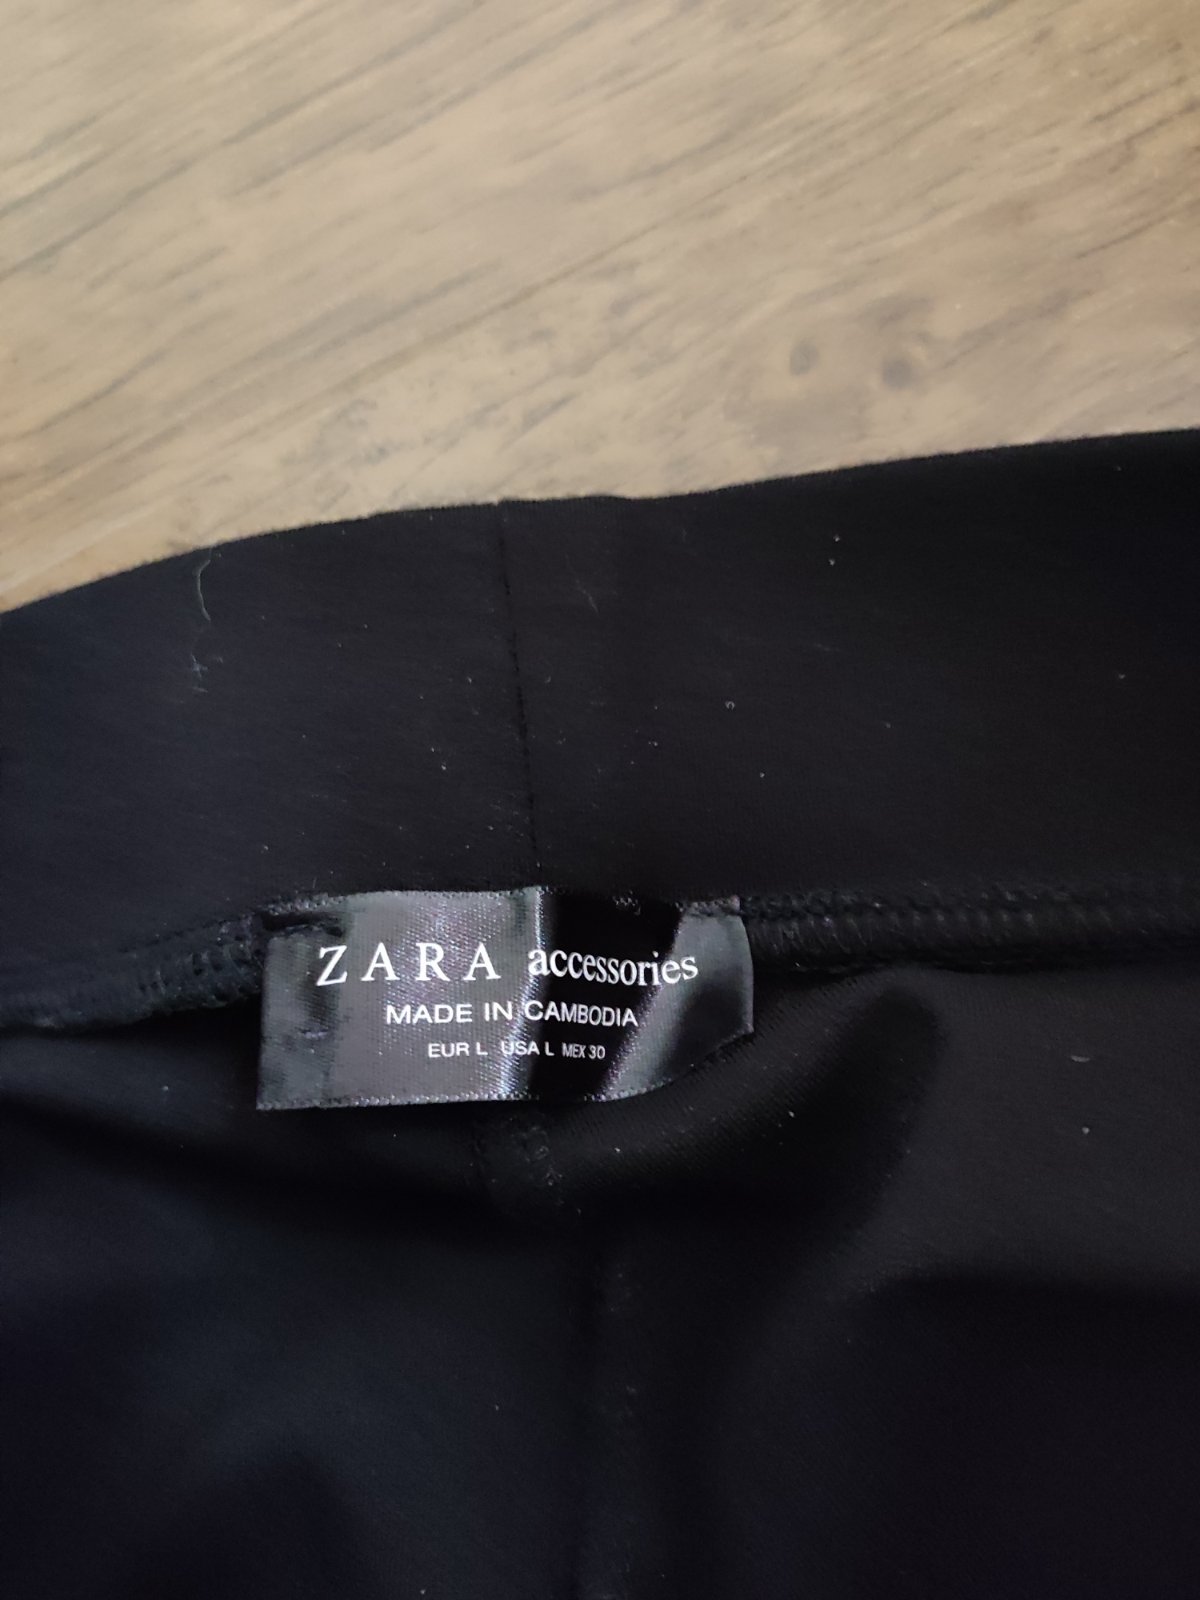 ZARA accessories
MADE IN CAMBODIA
EUR L USA L MEX 30